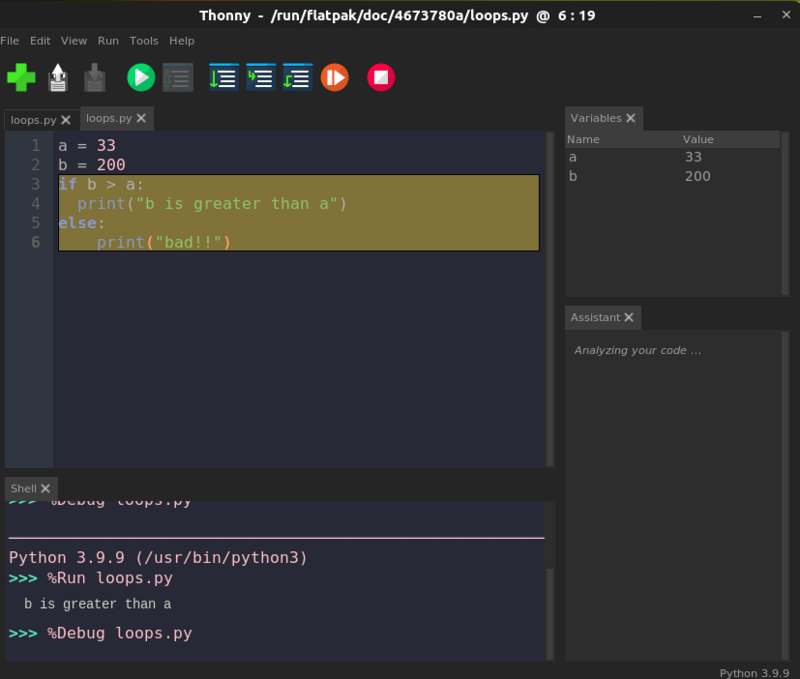 Thonny - /run/flatpak/doc/4673780a/loops.py @ 6 : 19
File Edit View Run Tools Help
loops.py loops.py
1 a = 33
2 b = 200
3 if b > a:
4   print("b is greater than a")
5 else:
6     print("bad!!")
Variables
Name Value
a 33
b 200
Assistant
Analyzing your code ...
Shell
>>> %Debug loops.py
Python 3.9.9 (/usr/bin/python3)
>>> %Run loops.py
b is greater than a
>>> %Debug loops.py
Python 3.9.9